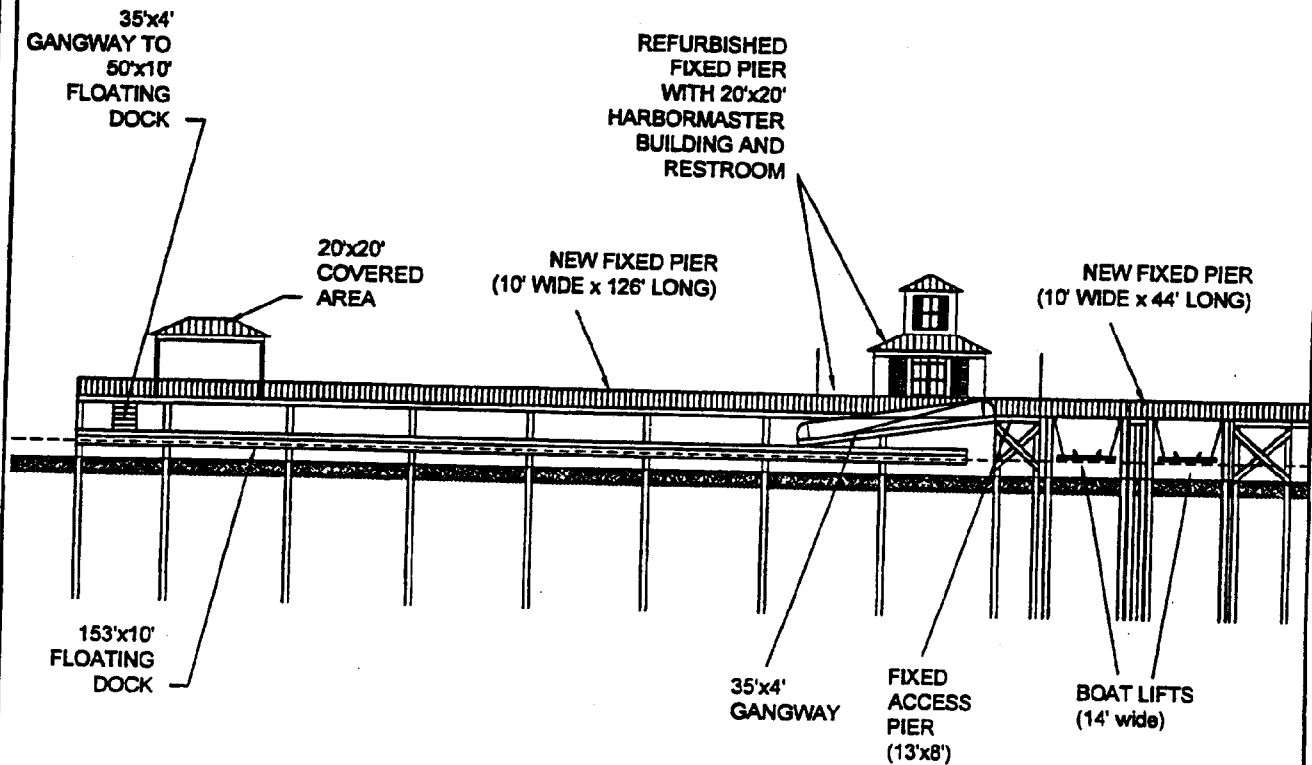 35'x4'
GANGWAY TO
50'x10'
FLOATING
DOCK
REFURBISHED
FIXED PIER
WITH 20'x20'
HARBORMASTER
BUILDING AND
RESTROOM
20'x20'
COVERED
AREA
NEW FIXED PIER
(10' WIDE x 126' LONG)
NEW FIXED PIER
(10' WIDE x 44' LONG)
153'x10'
FLOATING
DOCK
35'x4'
GANGWAY
FIXED
ACCESS
PIER
(13'x8')
BOAT LIFTS
(14' wide)